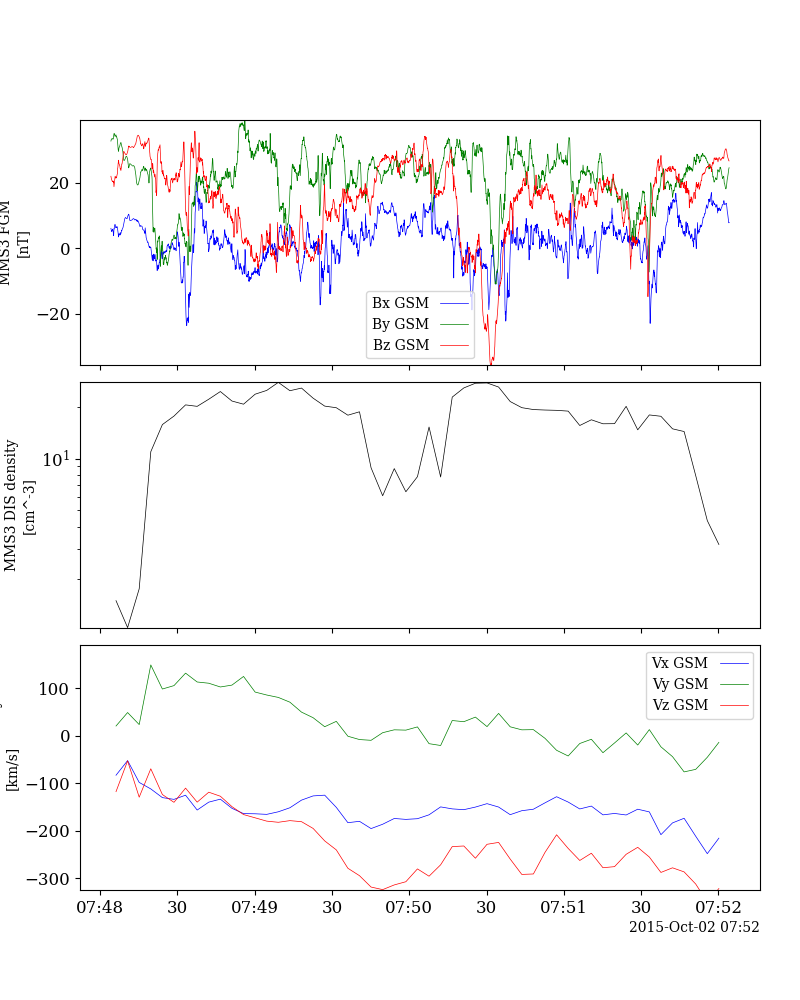 MMS3 FGM
[nT]
20
0
−20
Bx GSM
By GSM
Bz GSM
MMS3 DIS density
[cm^-3]
10^1
[km/s]
100
0
−100
−200
−300
Vx GSM
Vy GSM
Vz GSM
07:48 30 07:49 30 07:50 30 07:51 30 07:52
2015-Oct-02 07:52